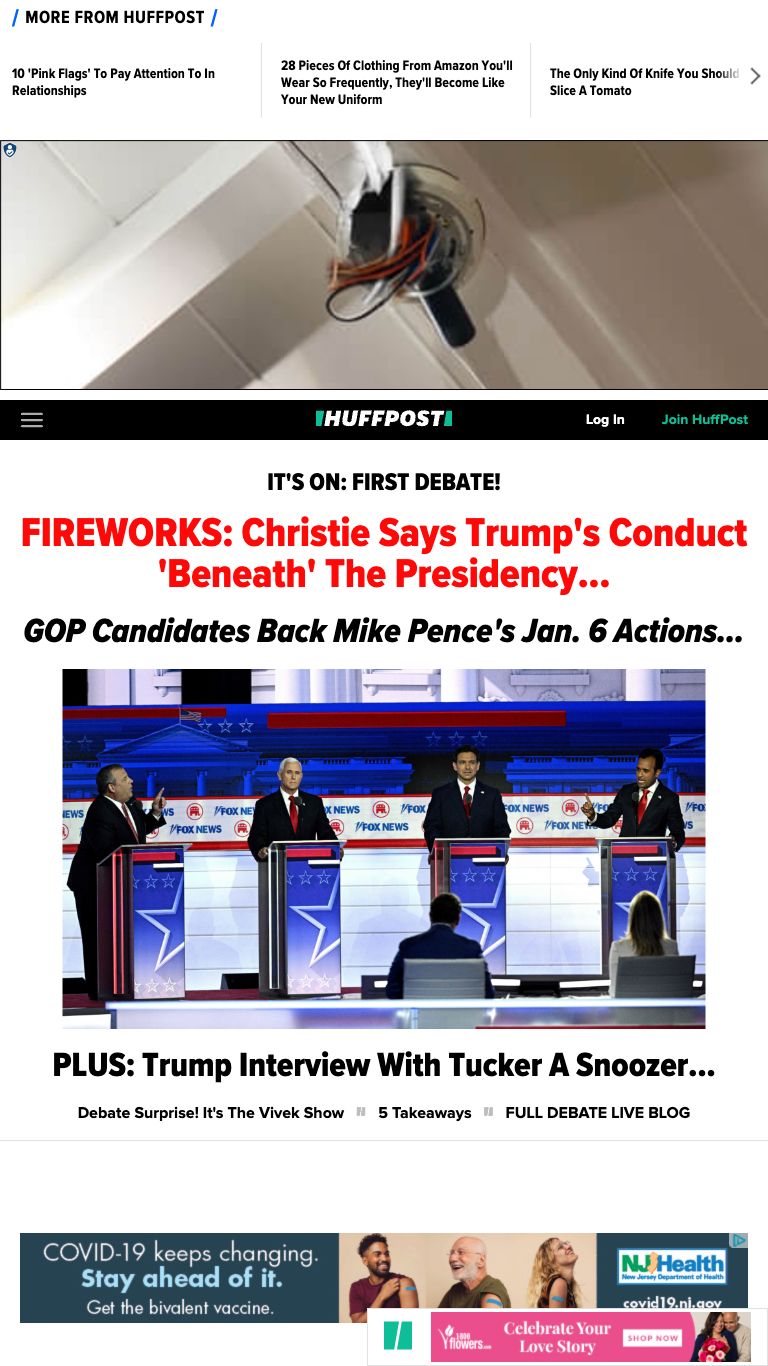 / MORE FROM HUFFPOST /
10 'Pink Flags' To Pay Attention To In
Relationships
28 Pieces Of Clothing From Amazon You'll
Wear So Frequently, They'll Become Like
Your New Uniform
The Only Kind Of Knife You Should
Slice A Tomato
HUFFPOST
Log In
Join HuffPost
IT'S ON: FIRST DEBATE!
FIREWORKS: Christie Says Trump's Conduct
'Beneath' The Presidency...
GOP Candidates Back Mike Pence's Jan. 6 Actions...
FOX NEWS
FOX NEWS
FOX NEWS
FOX NEWS
FOX NEWS
FOX NEWS
PLUS: Trump Interview With Tucker A Snoozer...
Debate Surprise! It's The Vivek Show
5 Takeaways
FULL DEBATE LIVE BLOG
COVID-19 keeps changing.
Stay ahead of it.
Get the bivalent vaccine.
NJHealth
New Jersey Department of Health
covid19.nj.gov
1800
flowers.com
Celebrate Your
Love Story
SHOP NOW